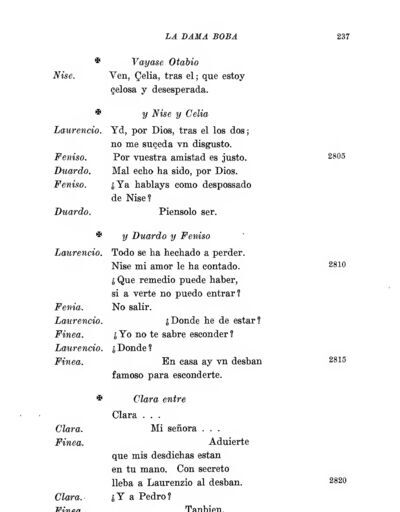 LA DAMA BOBA 237
✠ Vayase Otabio
Nise. Ven, Çelia, tras el; que estoy
çelosa y desesperada.
✠ y Nise y Celia
Laurencio. Yd, por Dios, tras el los dos;
no me suçeda vn disgusto.
Feniso. Por vuestra amistad es justo. 2805
Duardo. Mal echo ha sido, por Dios.
Feniso. ¿Ya hablays como despossado
de Nise?
Duardo. Piensolo ser.
✠ y Duardo y Feniso
Laurencio. Todo se ha hechado a perder.
Nise mi amor le ha contado. 2810
¿Que remedio puede haber,
si a verte no puedo entrar?
Fenia. No salir.
Laurencio. ¿Donde he de estar?
Finea. ¿Yo no te sabre esconder?
Laurencio. ¿Donde?
Finea. En casa ay vn desban 2815
famoso para esconderte.
✠ Clara entre
Clara . . .
Clara. Mi señora . . .
Finea. Aduierte
que mis desdichas estan
en tu mano. Con secreto
lleba a Laurenzio al desban. 2820
Clara. ¿Y a Pedro?
Finea. Tanbien.